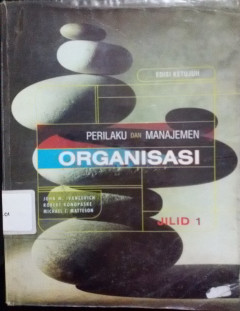 EDISI KETUJUH
PERILAKU DAN MANAJEMEN
ORGANISASI
JOHN M. IVANCEVICH
ROBERT KONOPASKE
MICHAEL T. MATTESON
JILID 1